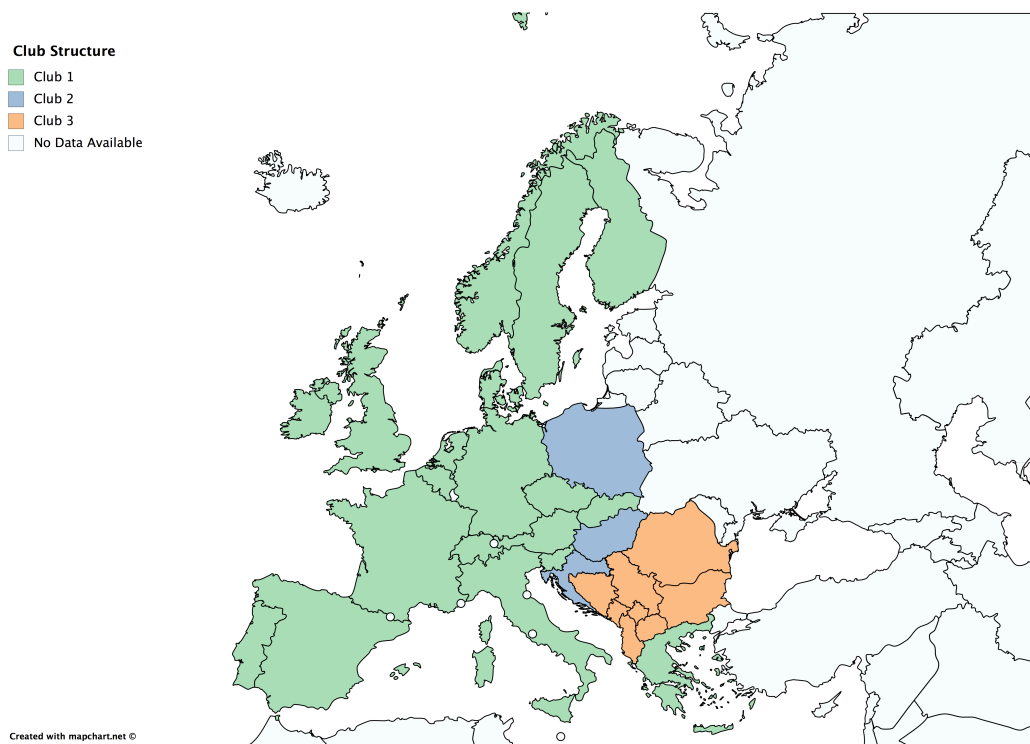 Club Structure
Club 1
Club 2
Club 3
No Data Available
Created with mapchart.net ©